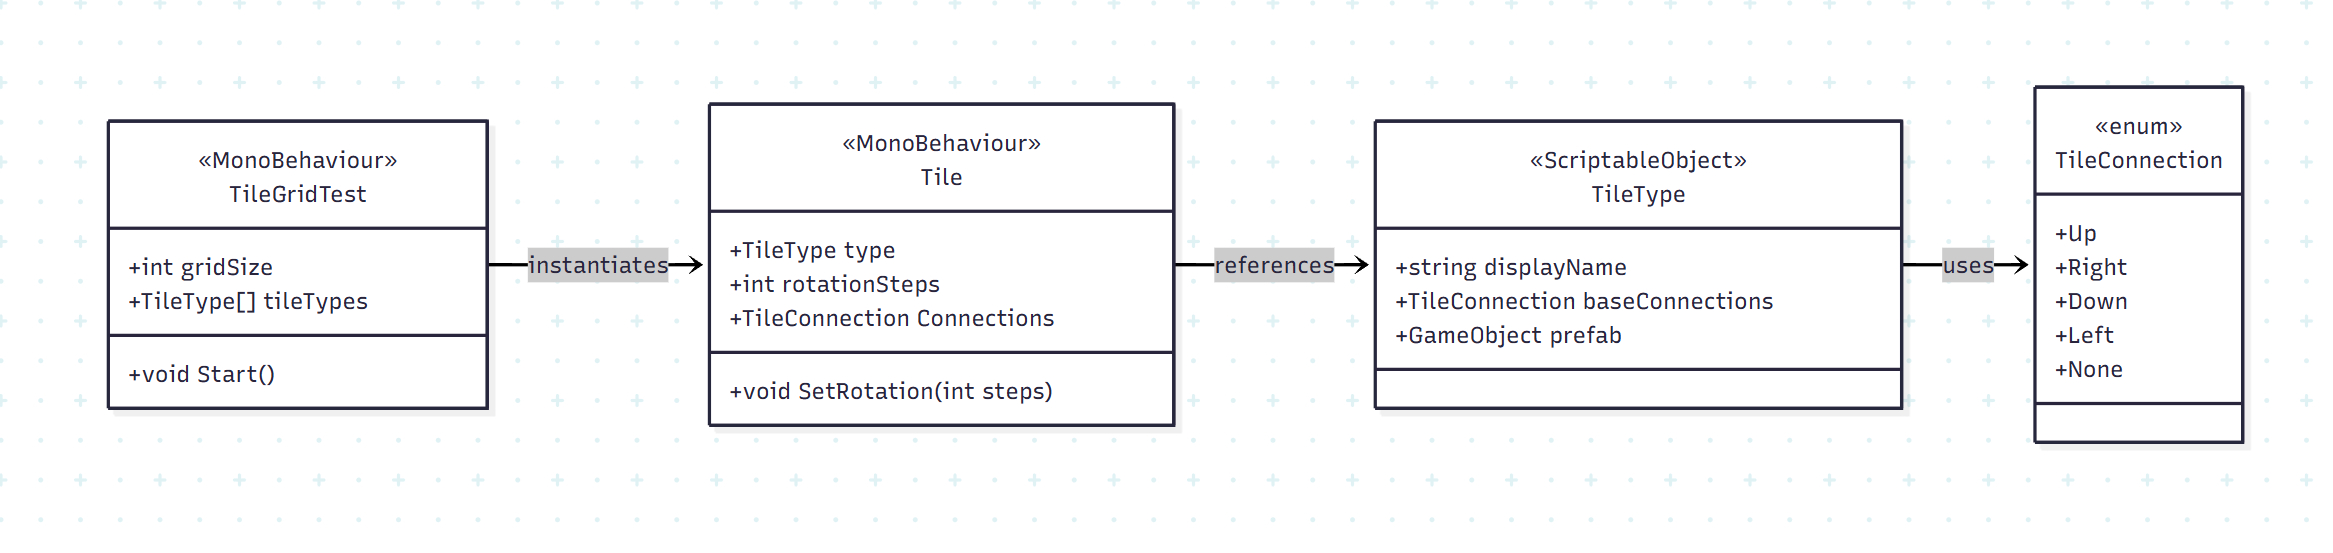 «MonoBehaviour»
TileGridTest
+int gridSize
+TileType[] tileTypes
+void Start()
instantiates
«MonoBehaviour»
Tile
+TileType type
+int rotationSteps
+TileConnection Connections
+void SetRotation(int steps)
references
«ScriptableObject»
TileType
+string displayName
+TileConnection baseConnections
+GameObject prefab
uses
«enum»
TileConnection
+Up
+Right
+Down
+Left
+None